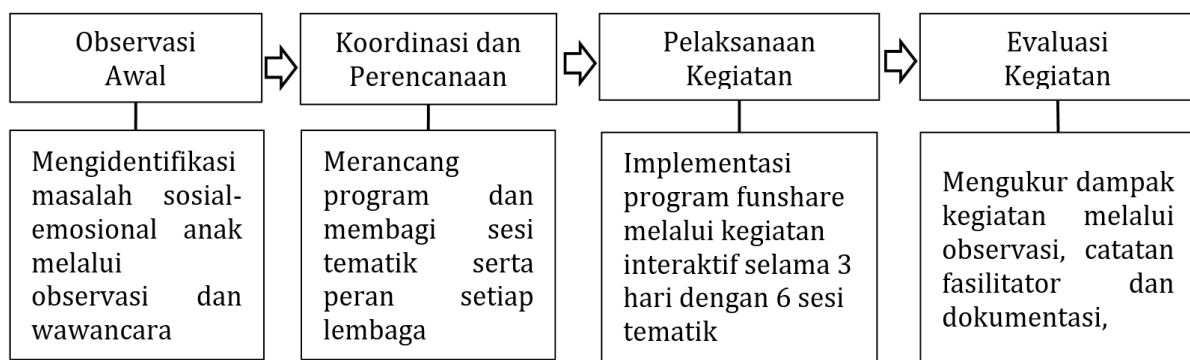 Observasi
Awal
Koordinasi dan
Perencanaan
Pelaksanaan
Kegiatan
Evaluasi
Kegiatan
Mengidentifikasi
masalah sosial-
emosional anak
melalui
observasi dan
wawancara
Merancang
program dan
membagi sesi
tematik serta
peran setiap
lembaga
Implementasi
program funshare
melalui kegiatan
interaktif selama 3
hari dengan 6 sesi
tematik
Mengukur dampak
kegiatan melalui
observasi, catatan
fasilitator dan
dokumentasi,